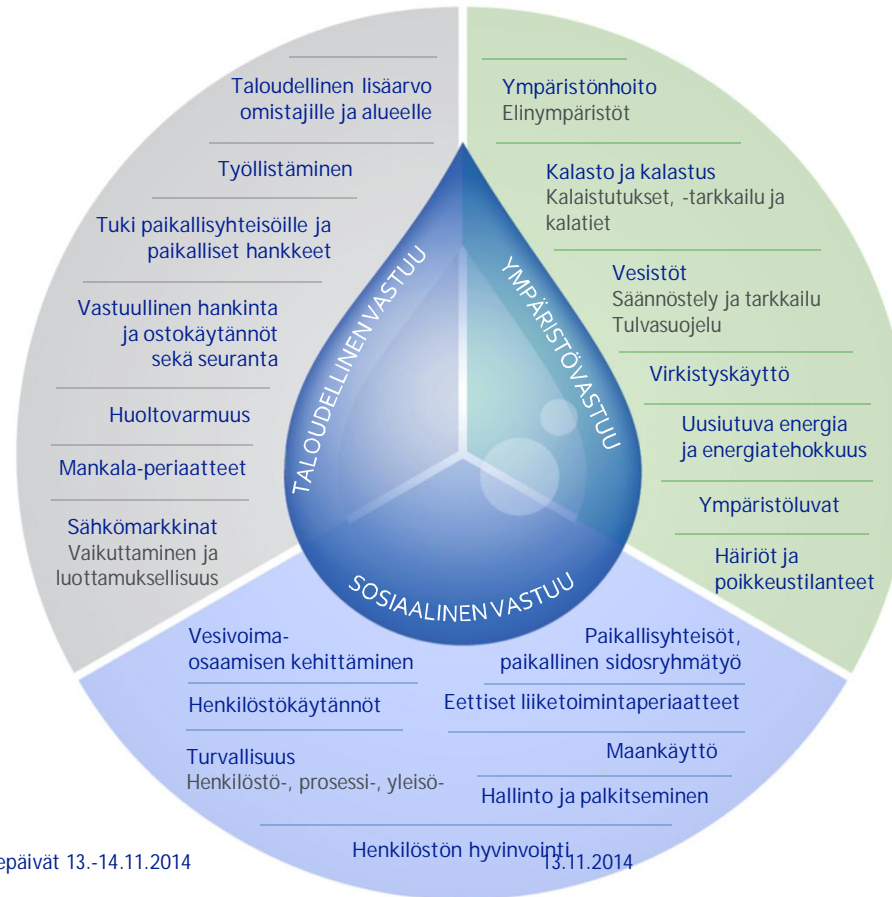 Taloudellinen lisäarvo
omistajille ja alueelle
Työllistäminen
Tuki paikallisyhteisöille ja
paikalliset hankkeet
Vastuullinen hankinta
ja ostokäytännöt
sekä seuranta
Huoltovarmuus
Mankala-periaatteet
Sähkömarkkinat
Vaikuttaminen ja
luottamuksellisuus
TALOUDELLINEN VASTUU
YMPÄRISTÖVASTUU
SOSIAALINEN VASTUU
Ympäristönhoito
Elinympäristöt
Kalasto ja kalastus
Kalaistutukset, -tarkkailu ja
kalatiet
Vesistöt
Säännöstely ja tarkkailu
Tulvasuojelu
Virkistyskäyttö
Uusiutuva energia
ja energiatehokkuus
Ympäristöluvat
Häiriöt ja
poikkeustilanteet
Vesivoima-
osaamisen kehittäminen
Henkilöstökäytännöt
Turvallisuus
Henkilöstö-, prosessi-, yleisö-
Paikallisyhteisöt,
paikallinen sidosryhmätyö
Eettiset liiketoimintaperiaatteet
Maankäyttö
Hallinto ja palkitseminen
Henkilöstön hyvinvointi
epäivät 13.-14.11.2014
13.11.2014